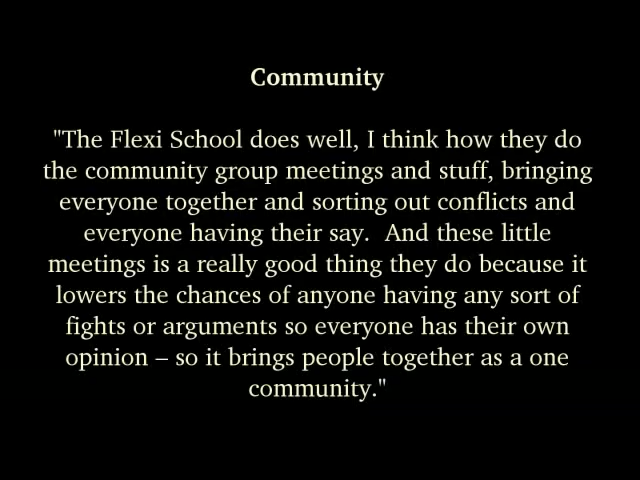 Community
"The Flexi School does well, I think how they do
the community group meetings and stuff, bringing
everyone together and sorting out conflicts and
everyone having their say.  And these little
meetings is a really good thing they do because it
lowers the chances of anyone having any sort of
fights or arguments so everyone has their own
opinion – so it brings people together as a one
community."